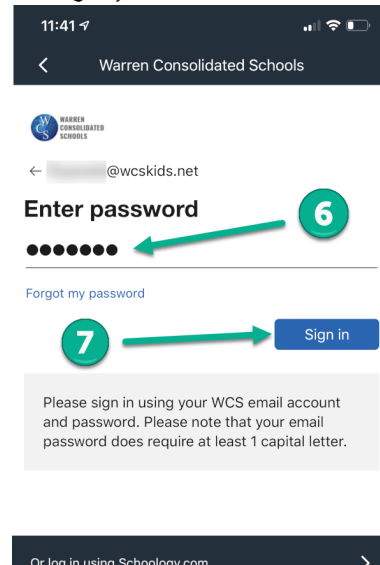 11:41
Warren Consolidated Schools
WARREN
CONSOLIDATED
SCHOOLS
@wcskids.net
Enter password
6
Forgot my password
7
Sign in
Please sign in using your WCS email account
and password. Please note that your email
password does require at least 1 capital letter.
Or log in using Schoology.com